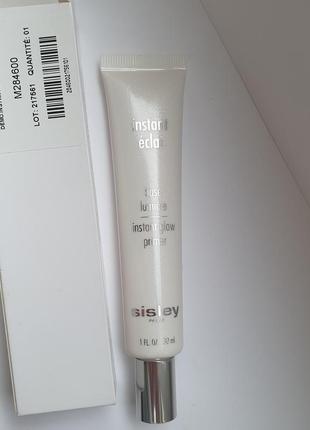 M284600
LOT: 217561 QUANTITÉ: 01
instant
éclat
base
lumière
instant glow
primer
sisley
PARIS
1 FL. OZ 30 ml